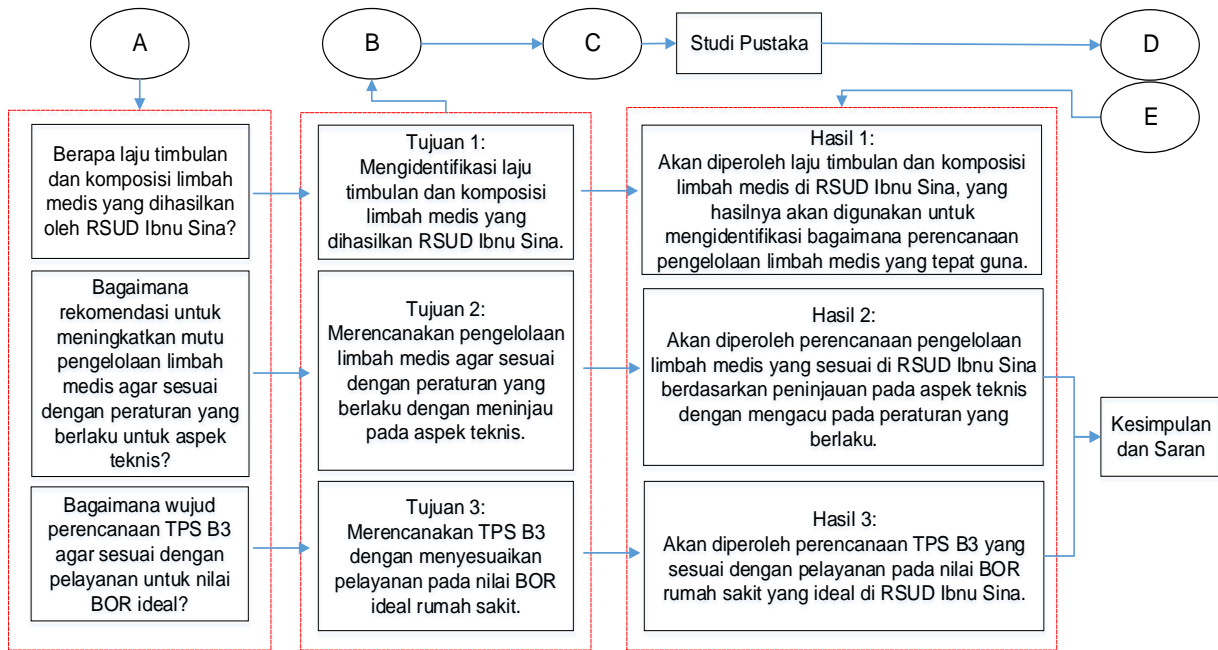 A
B
C
Studi Pustaka
D
E
Berapa laju timbulan
dan komposisi limbah
medis yang dihasilkan
oleh RSUD Ibnu Sina?
Tujuan 1:
Mengidentifikasi laju
timbulan dan komposisi
limbah medis yang
dihasilkan RSUD Ibnu Sina.
Hasil 1:
Akan diperoleh laju timbulan dan komposisi
limbah medis di RSUD Ibnu Sina, yang
hasilnya akan digunakan untuk
mengidentifikasi bagaimana perencanaan
pengelolaan limbah medis yang tepat guna.
Bagaimana
rekomendasi untuk
meningkatkan mutu
pengelolaan limbah
medis agar sesuai
dengan peraturan yang
berlaku untuk aspek
teknis?
Tujuan 2:
Merencanakan pengelolaan
limbah medis agar sesuai
dengan peraturan yang
berlaku dengan meninjau
pada aspek teknis.
Hasil 2:
Akan diperoleh perencanaan pengelolaan
limbah medis yang sesuai di RSUD Ibnu Sina
berdasarkan peninjauan pada aspek teknis
dengan mengacu pada peraturan yang
berlaku.
Kesimpulan
dan Saran
Bagaimana wujud
perencanaan TPS B3
agar sesuai dengan
pelayanan untuk nilai
BOR ideal?
Tujuan 3:
Merencanakan TPS B3
dengan menyesuaikan
pelayanan pada nilai BOR
ideal rumah sakit.
Hasil 3:
Akan diperoleh perencanaan TPS B3 yang
sesuai dengan pelayanan pada nilai BOR
rumah sakit yang ideal di RSUD Ibnu Sina.